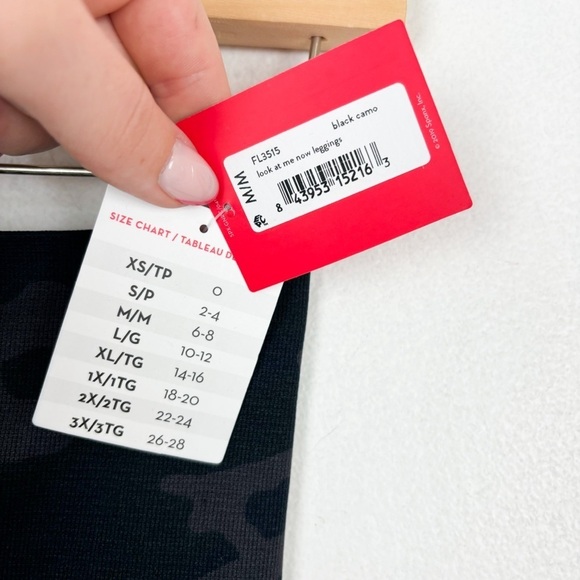 FL3515
black camo
look at me now leggings
M/M
8 43953 15216 3
© 2016 Spanx, Inc.
SIZE CHART / TABLEAU D
XS/TP 0
S/P 2-4
M/M 6-8
L/G 10-12
XL/TG 14-16
1X/1TG 18-20
2X/2TG 22-24
3X/3TG 26-28